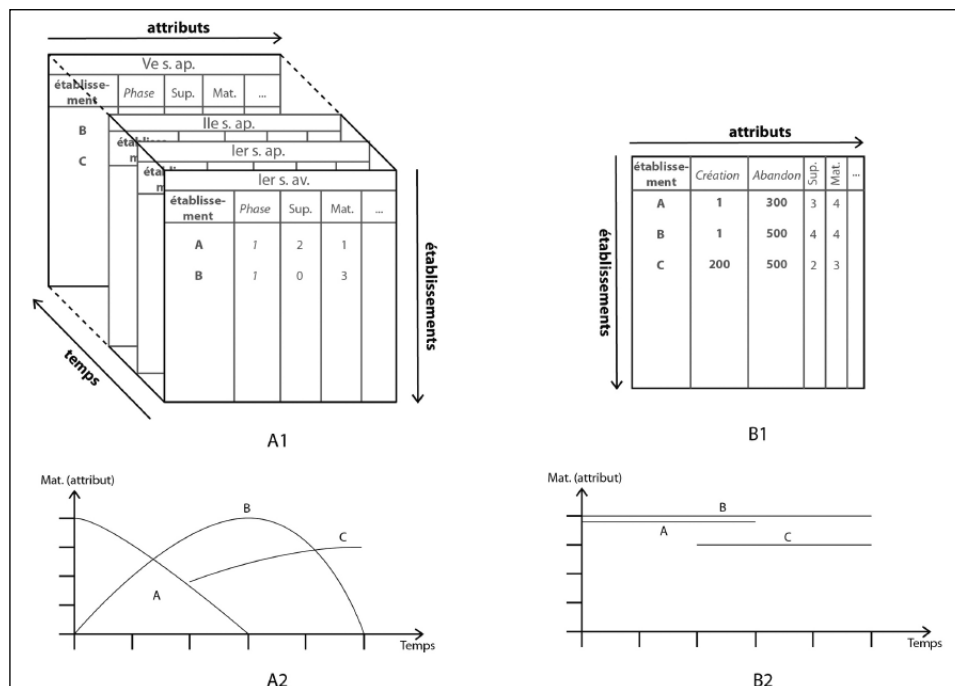 attributs
Ve s. ap.
établisse-
ment Phase Sup. Mat. ...
B
C
IIe s. ap.
établisse
m
Ier s. ap.
établi
m
Ier s. av.
établisse-
ment Phase Sup. Mat. ...
A 1 2 1
B 1 0 3
établissements
temps
A1
attributs
établisse-
ment Création Abandon Sup. Mat. ...
A 1 300 3 4
B 1 500 4 4
C 200 500 2 3
établissements
B1
Mat. (attribut)
B
C
A
Temps
A2
Mat. (attribut)
B
A
C
Temps
B2